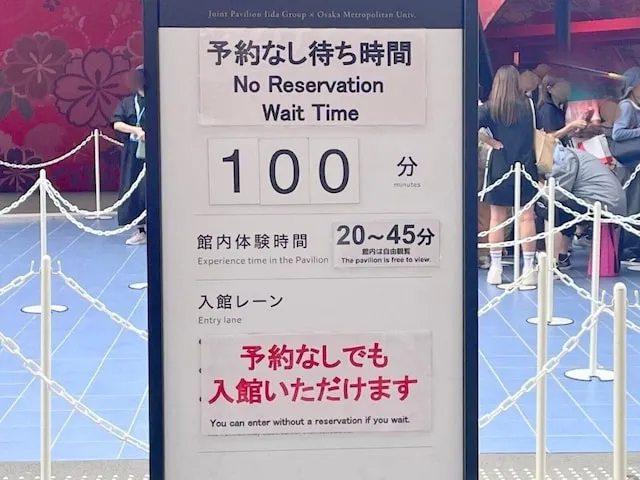 Joint Pavilion Iida Group × Osaka Metropolitan Univ.
予約なし待ち時間
No Reservation
Wait Time
100 分
minutes
館内体験時間 20～45分
Experience time in the Pavilion 館内は自由観覧
The pavilion is free to view.
入館レーン
Entry lane
予約なしでも
入館いただけます
You can enter without a reservation if you wait.